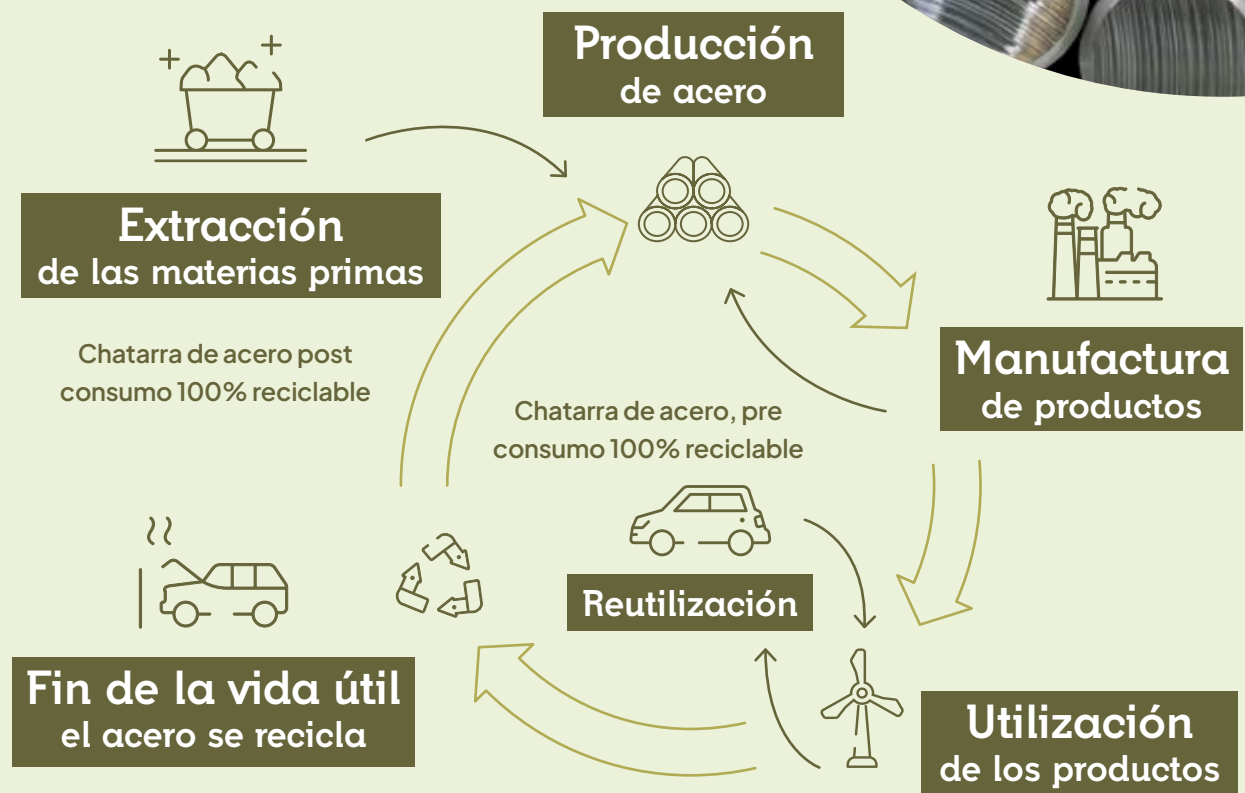 Producción
de acero
Extracción
de las materias primas
Chatarra de acero post
consumo 100% reciclable
Manufactura
de productos
Chatarra de acero, pre
consumo 100% reciclable
Reutilización
Fin de la vida útil
el acero se recicla
Utilización
de los productos